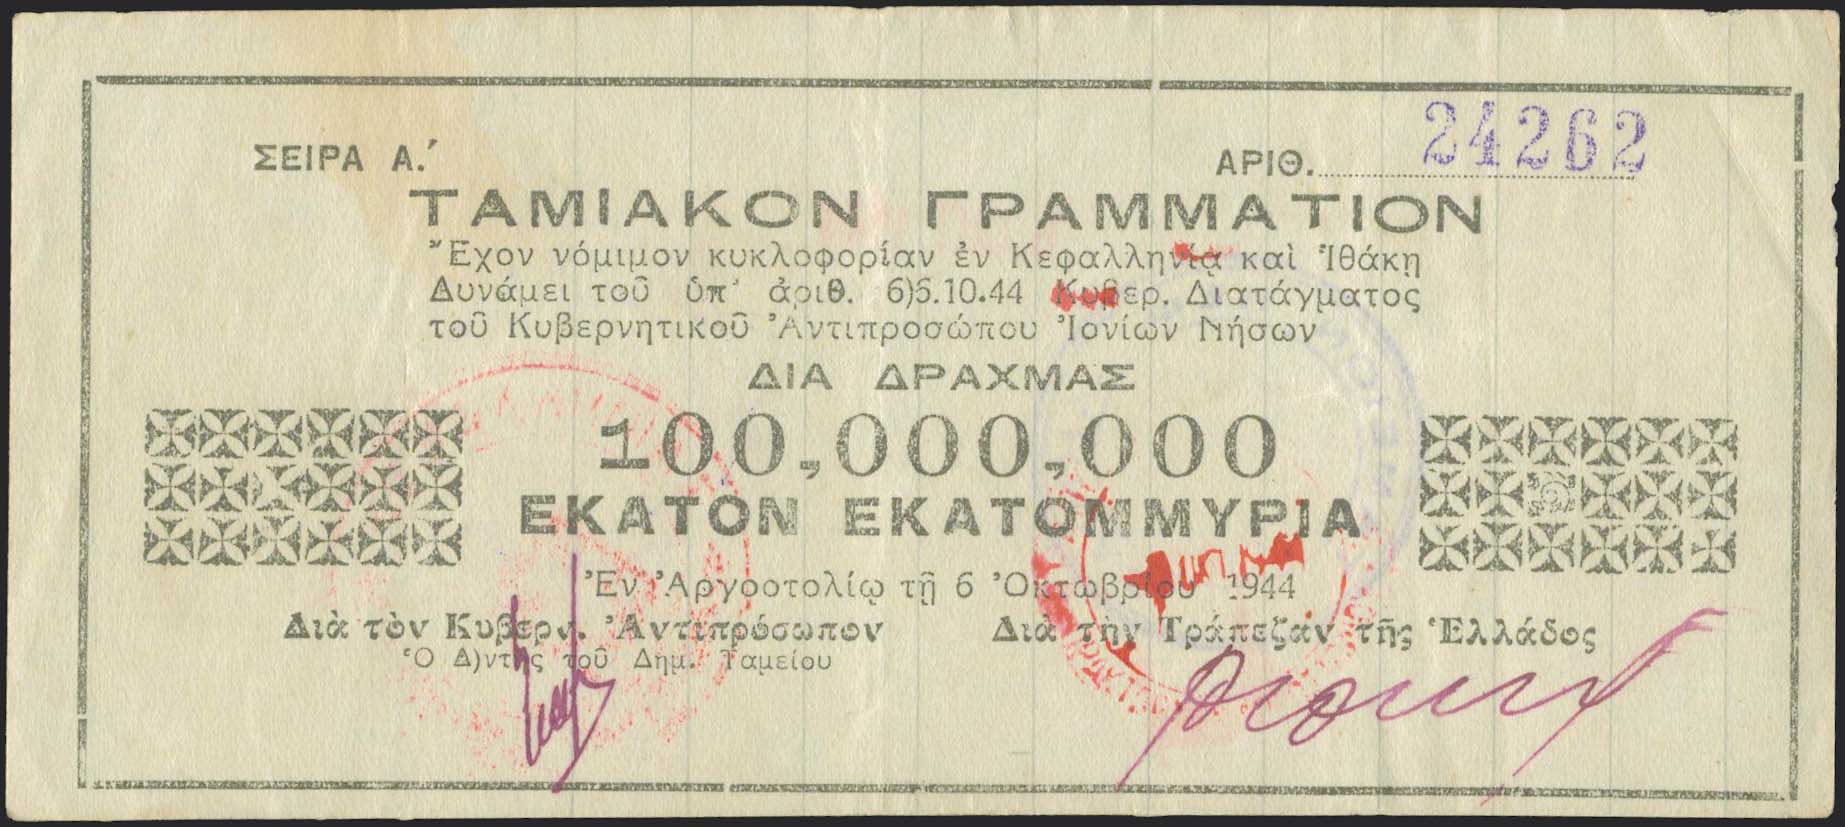 ΣΕΙΡΑ Α.΄
ΑΡΙΘ. 24262
ΤΑΜΙΑΚΟΝ ΓΡΑΜΜΑΤΙΟΝ
Ἔχον νόμιμον κυκλοφορίαν ἐν Κεφαλληνίᾳ καὶ Ἰθάκῃ
Δυνάμει τοῦ ὑπ' ἀριθ. 6)5.10.44 Κυβερ. Διατάγματος
τοῦ Κυβερνητικοῦ Ἀντιπροσώπου Ἰονίων Νήσων
ΔΙΑ ΔΡΑΧΜΑΣ
100,000,000
ΕΚΑΤΟΝ ΕΚΑΤΟΜΜΥΡΙΑ
Ἐν Ἀργοστολίῳ τῇ 6 Ὀκτωβρίου 1944
Διὰ τὸν Κυβερν. Ἀντιπρόσωπον
Ὁ Δ)ντὴς τοῦ Δημ. Ταμείου
Διὰ τὴν Τράπεζαν τῆς Ἑλλάδος